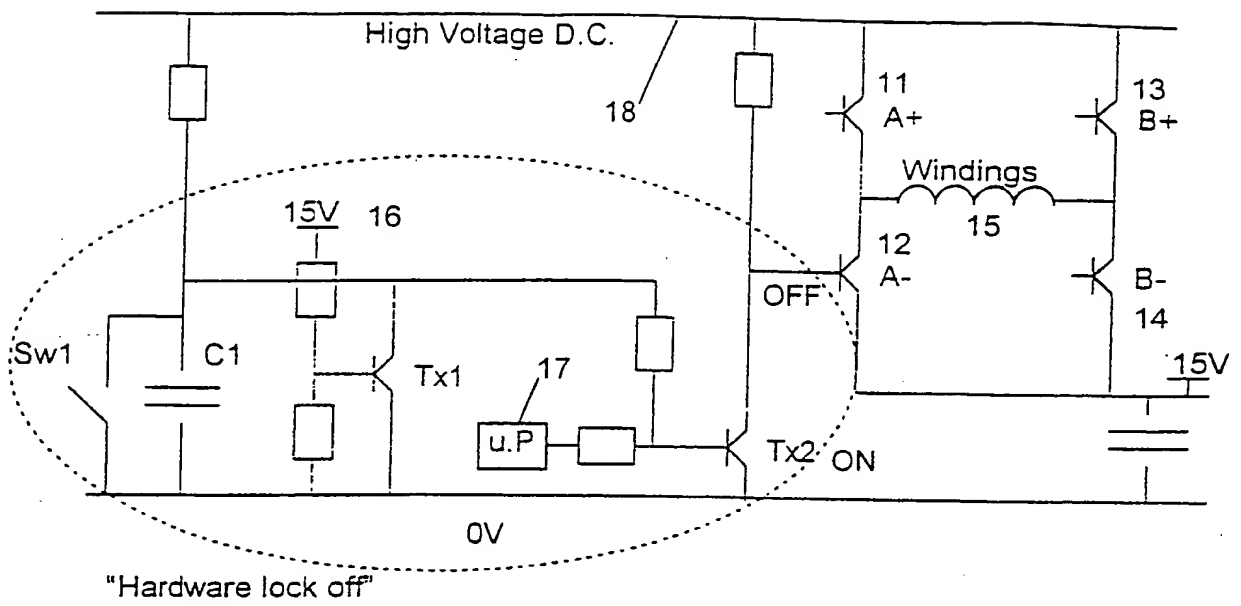 High Voltage D.C.
18
11
A+
13
B+
Windings
15
15V
16
12
A-
OFF
B-
14
Sw1
C1
Tx1
17
u.P
Tx2
ON
15V
0V
"Hardware lock off"